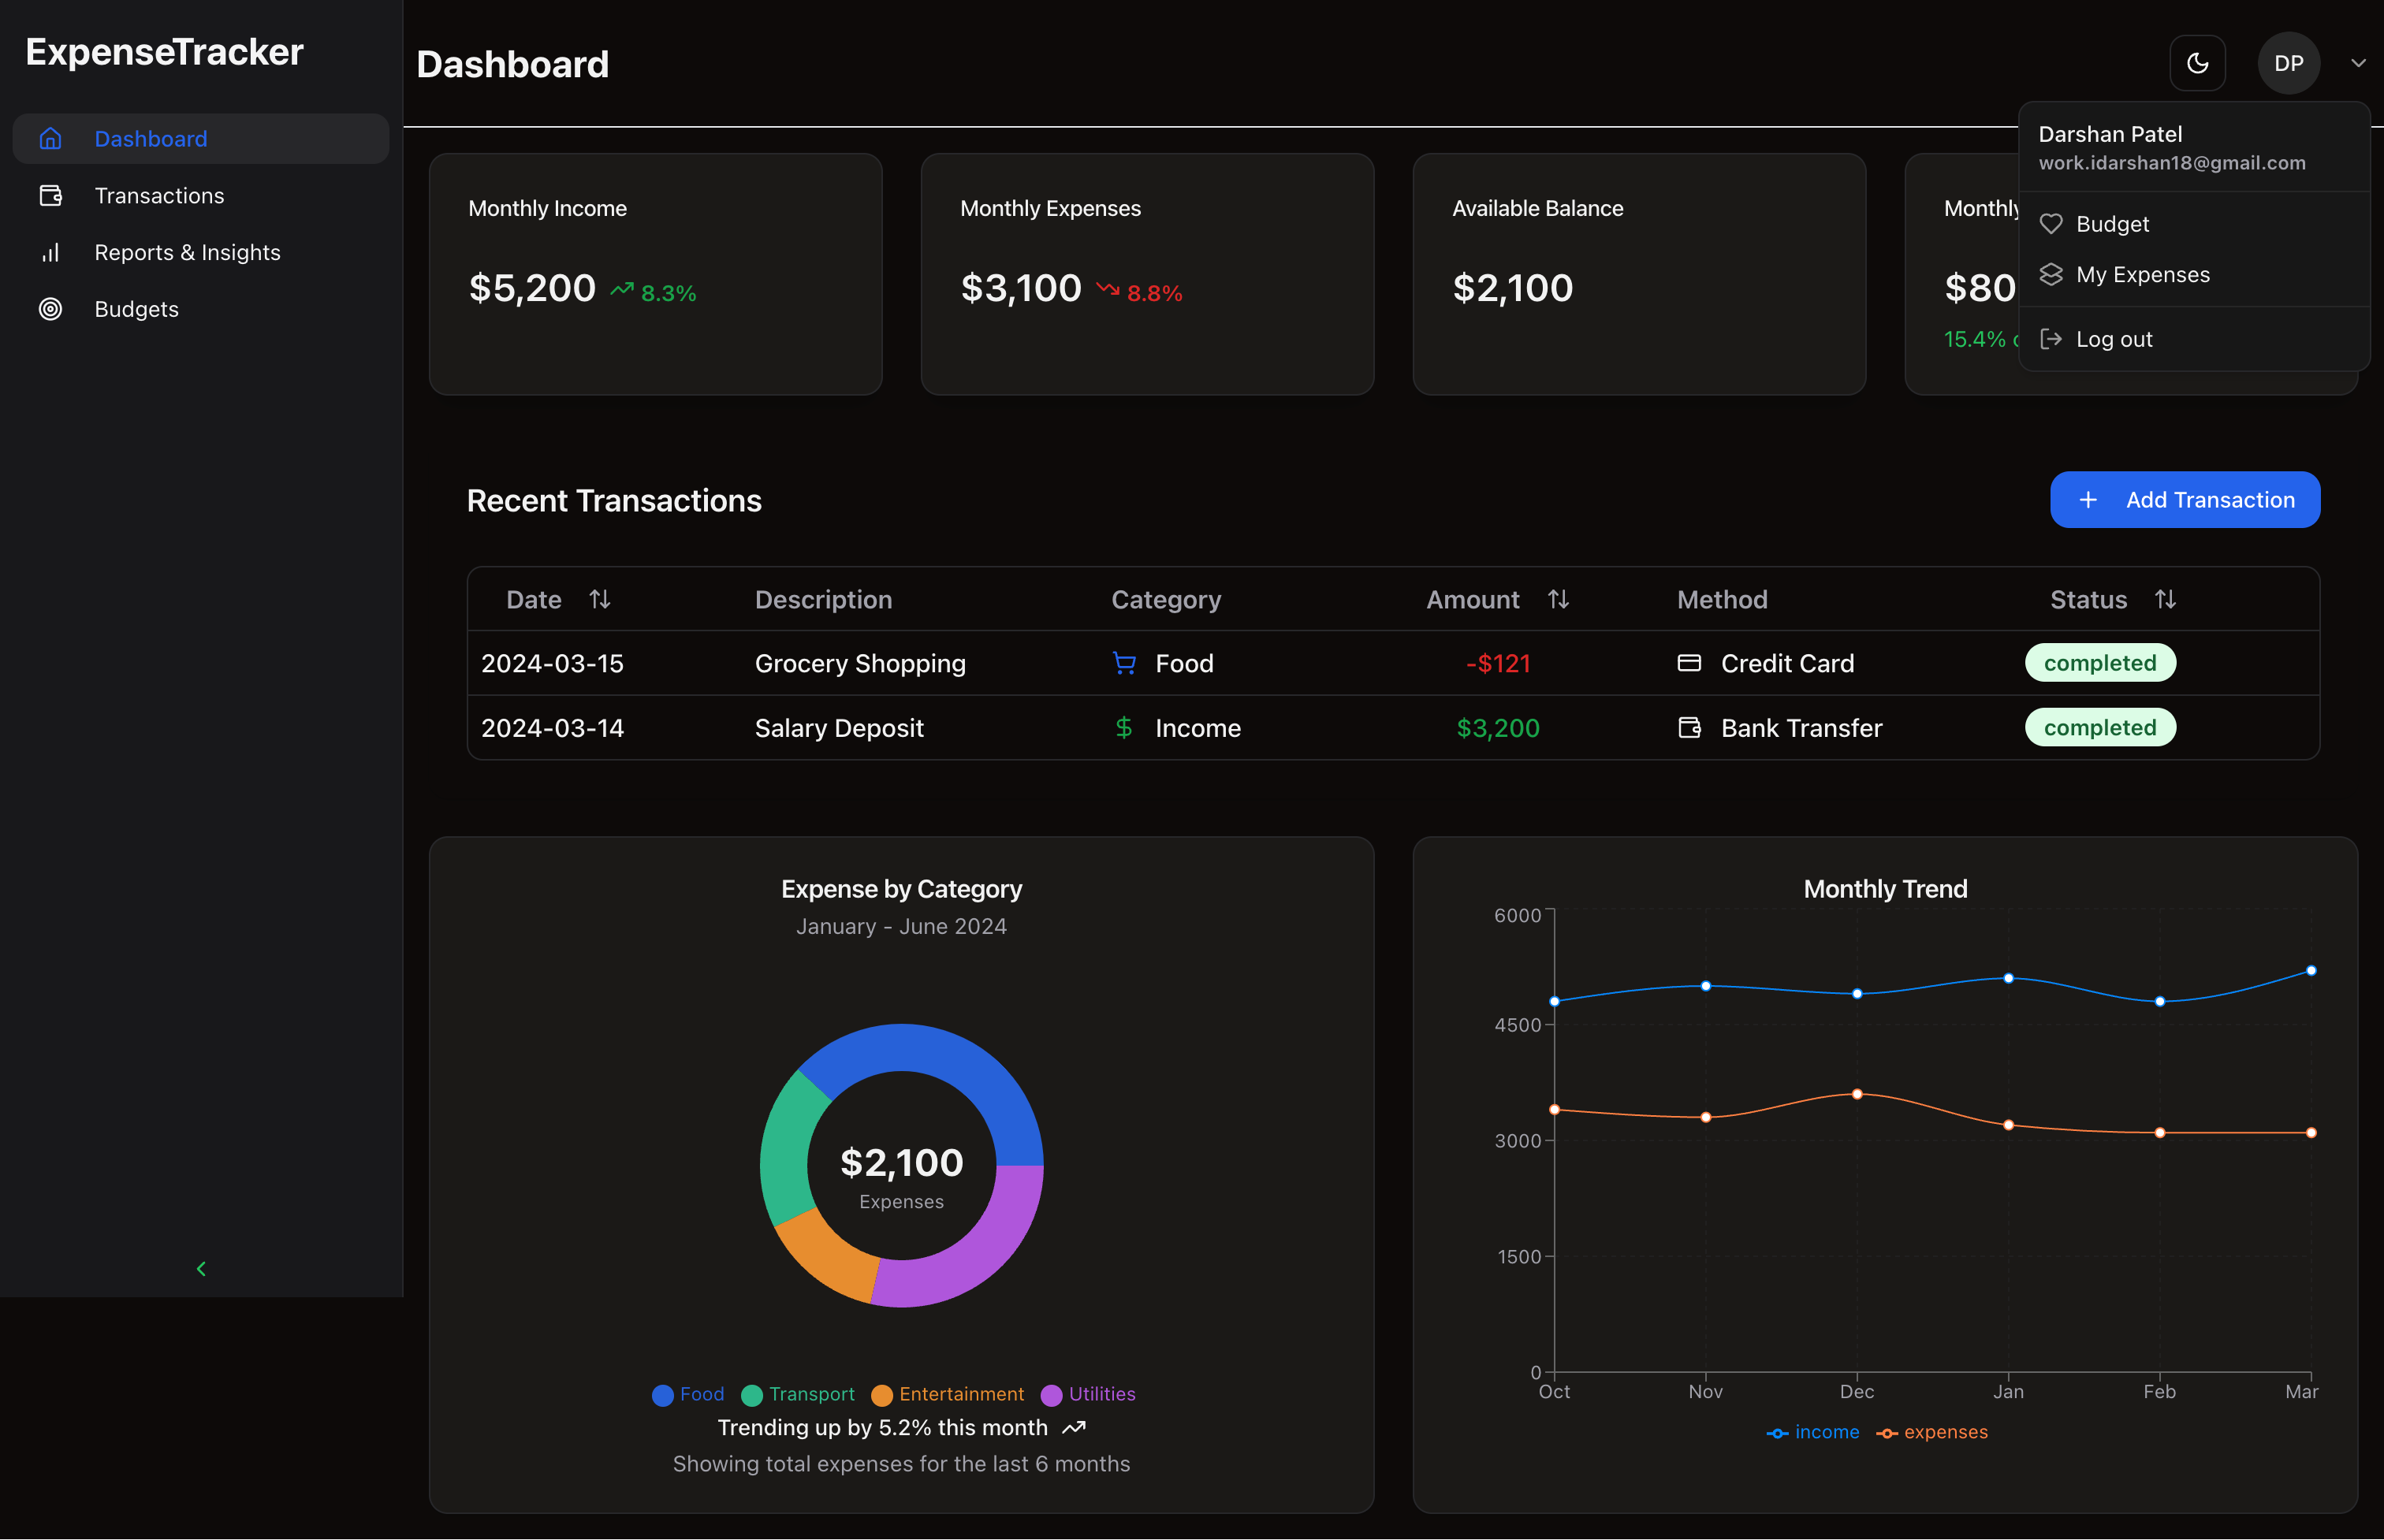 ExpenseTracker
Dashboard
Transactions
Reports & Insights
Budgets
Dashboard
DP
Darshan Patel
work.idarshan18@gmail.com
Budget
My Expenses
Log out
Monthly Income
$5,200 8.3%
Monthly Expenses
$3,100 8.8%
Available Balance
$2,100
Monthly
$80
15.4%
Recent Transactions
Add Transaction
Date Description Category Amount Method Status
2024-03-15 Grocery Shopping Food -$121 Credit Card completed
2024-03-14 Salary Deposit $ Income $3,200 Bank Transfer completed
Expense by Category
January - June 2024
$2,100
Expenses
Food Transport Entertainment Utilities
Trending up by 5.2% this month
Showing total expenses for the last 6 months
Monthly Trend
6000
4500
3000
1500
0
Oct Nov Dec Jan Feb Mar
income expenses